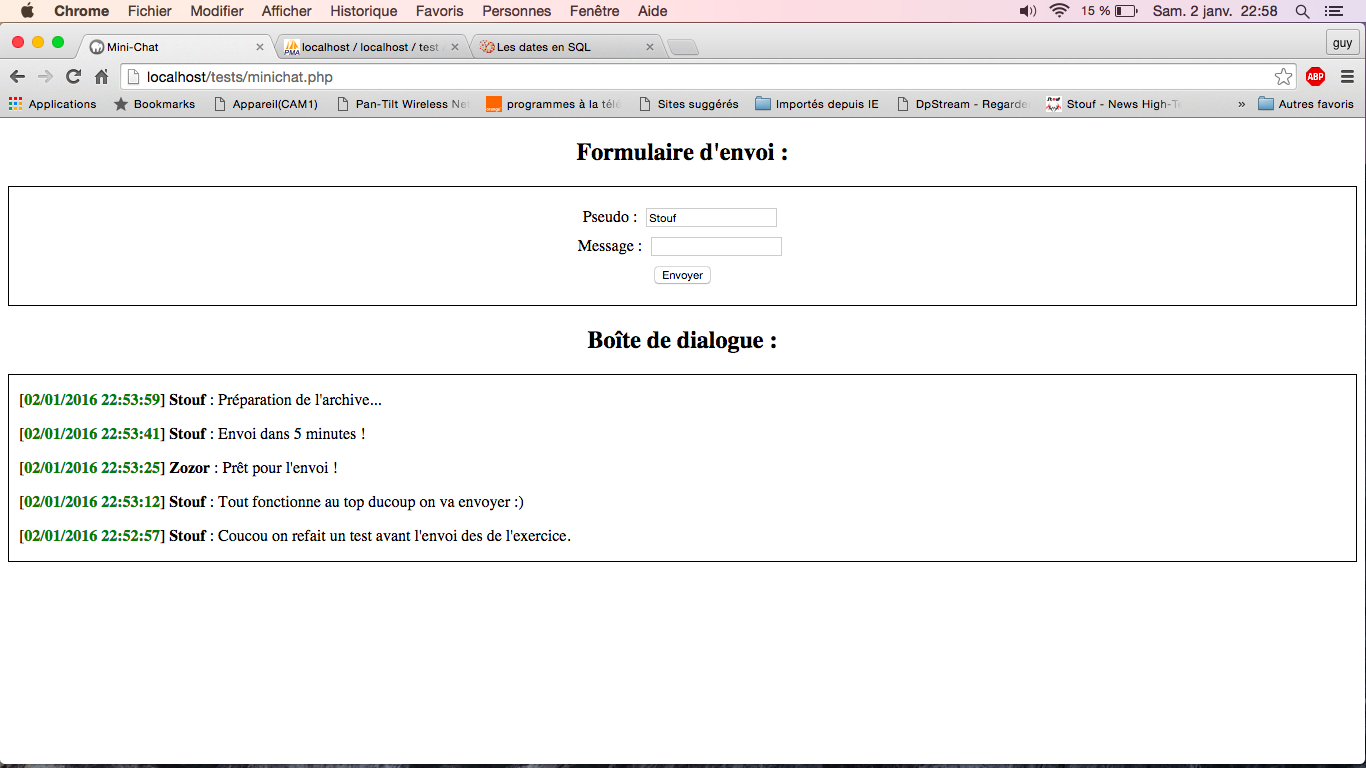 Chrome Fichier Modifier Afficher Historique Favoris Personnes Fenêtre Aide 15 % Sam. 2 janv. 22:58
Mini-Chat localhost / localhost / test Les dates en SQL guy
localhost/tests/minichat.php ABP
Applications Bookmarks Appareil(CAM1) Pan-Tilt Wireless Net programmes à la télé Sites suggérés Importés depuis IE DpStream - Regarde Stouf - News High-Te » Autres favoris
Formulaire d'envoi :
Pseudo : Stouf
Message :
Envoyer
Boîte de dialogue :
[02/01/2016 22:53:59] Stouf : Préparation de l'archive...
[02/01/2016 22:53:41] Stouf : Envoi dans 5 minutes !
[02/01/2016 22:53:25] Zozor : Prêt pour l'envoi !
[02/01/2016 22:53:12] Stouf : Tout fonctionne au top ducoup on va envoyer :)
[02/01/2016 22:52:57] Stouf : Coucou on refait un test avant l'envoi des de l'exercice.